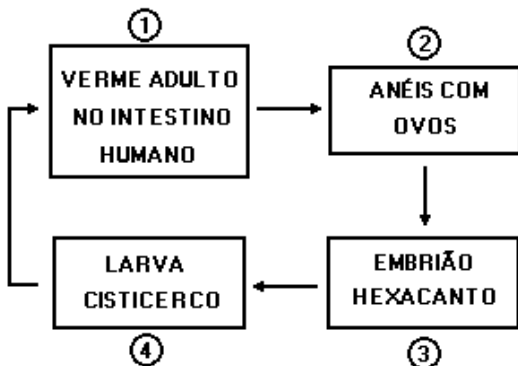 1
VERME ADULTO
NO INTESTINO
HUMANO
2
ANÉIS COM
OVOS
EMBRIÃO
HEXACANTO
3
LARVA
CISTICERCO
4